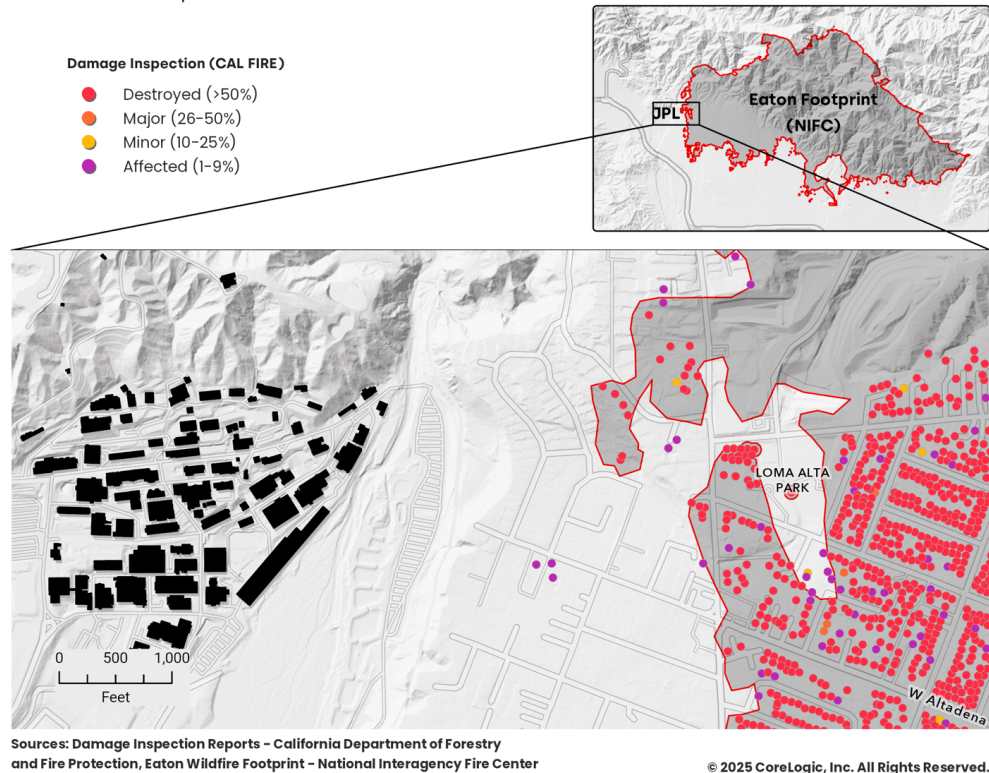 Damage Inspection (CAL FIRE)
Destroyed (>50%)
Major (26-50%)
Minor (10-25%)
Affected (1-9%)
JPL
Eaton Footprint
(NIFC)
LOMA ALTA
PARK
W Altadena
0 500 1,000
Feet
Sources: Damage Inspection Reports - California Department of Forestry
and Fire Protection, Eaton Wildfire Footprint - National Interagency Fire Center
© 2025 CoreLogic, Inc. All Rights Reserved.